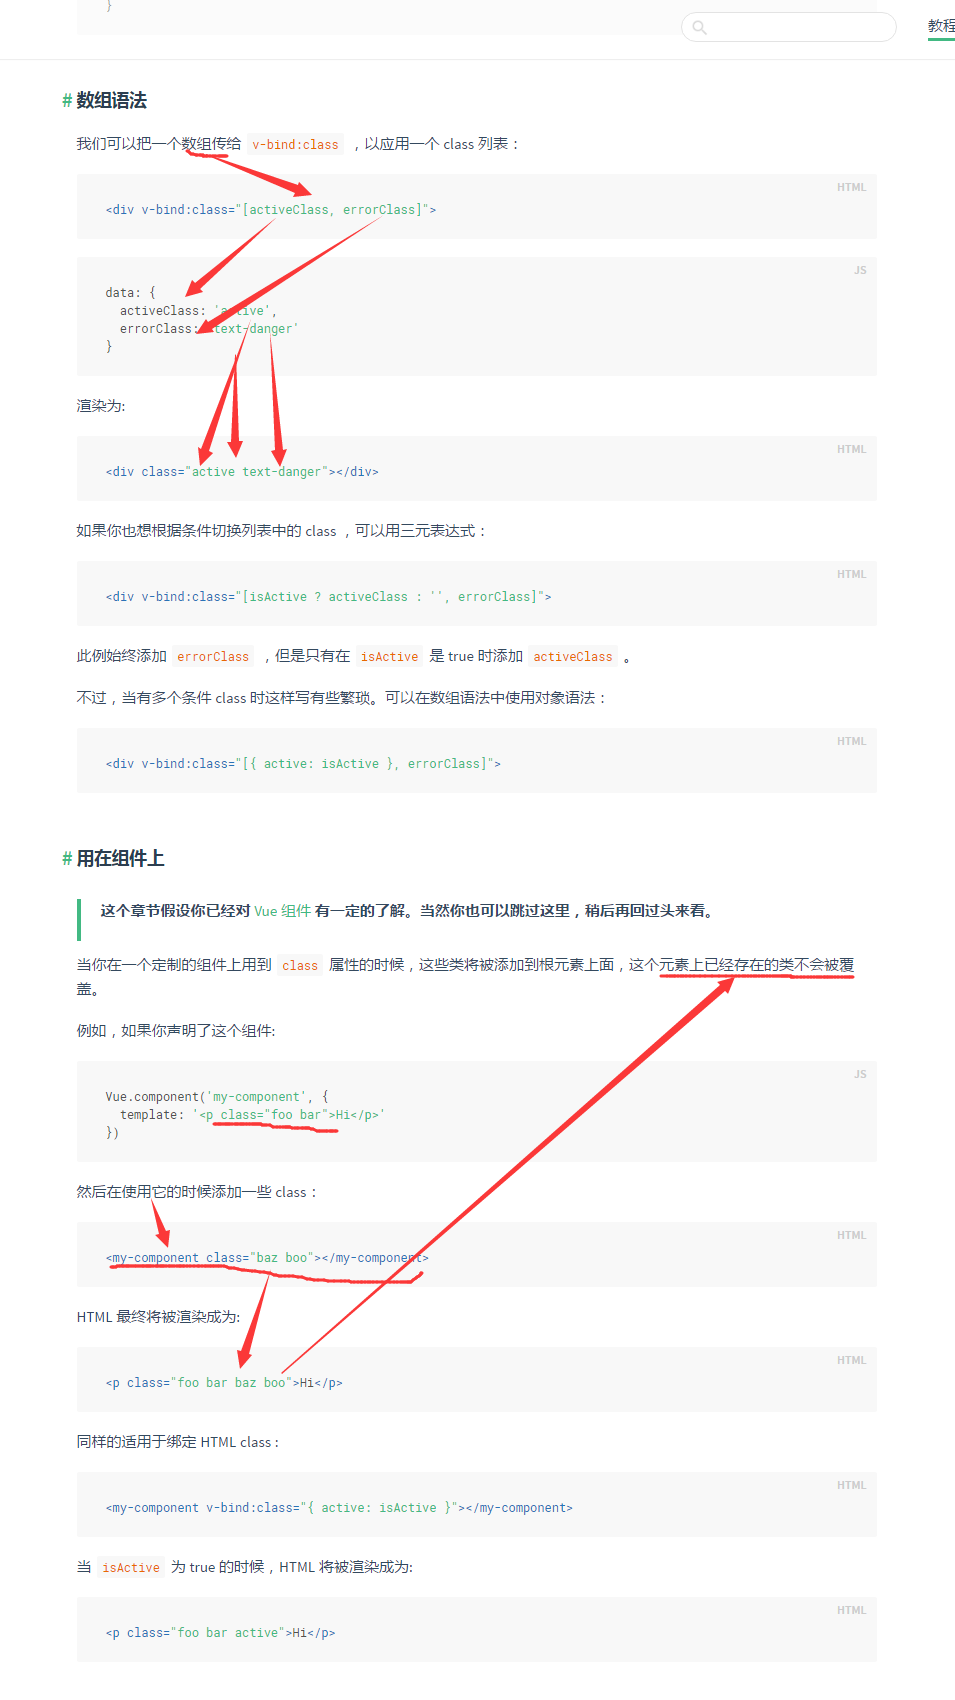 }
教程
# 数组语法
我们可以把一个数组传给 v-bind:class ，以应用一个 class 列表：
HTML
<div v-bind:class="[activeClass, errorClass]">
JS
data: {
activeClass: 'active',
errorClass: 'text-danger'
}
渲染为:
HTML
<div class="active text-danger"></div>
如果你也想根据条件切换列表中的 class ，可以用三元表达式：
HTML
<div v-bind:class="[isActive ? activeClass : '', errorClass]">
此例始终添加 errorClass ，但是只有在 isActive 是 true 时添加 activeClass 。
不过，当有多个条件 class 时这样写有些繁琐。可以在数组语法中使用对象语法：
HTML
<div v-bind:class="[{ active: isActive }, errorClass]">
# 用在组件上
这个章节假设你已经对 Vue 组件 有一定的了解。当然你也可以跳过这里，稍后再回过头来看。
当你在一个定制的组件上用到 class 属性的时候，这些类将被添加到根元素上面，这个元素上已经存在的类不会被覆
盖。
例如，如果你声明了这个组件:
JS
Vue.component('my-component', {
template: '<p class="foo bar">Hi</p>'
})
然后在使用它的时候添加一些 class：
HTML
<my-component class="baz boo"></my-component>
HTML 最终将被渲染成为:
HTML
<p class="foo bar baz boo">Hi</p>
同样的适用于绑定 HTML class :
HTML
<my-component v-bind:class="{ active: isActive }"></my-component>
当 isActive 为 true 的时候，HTML 将被渲染成为:
HTML
<p class="foo bar active">Hi</p>